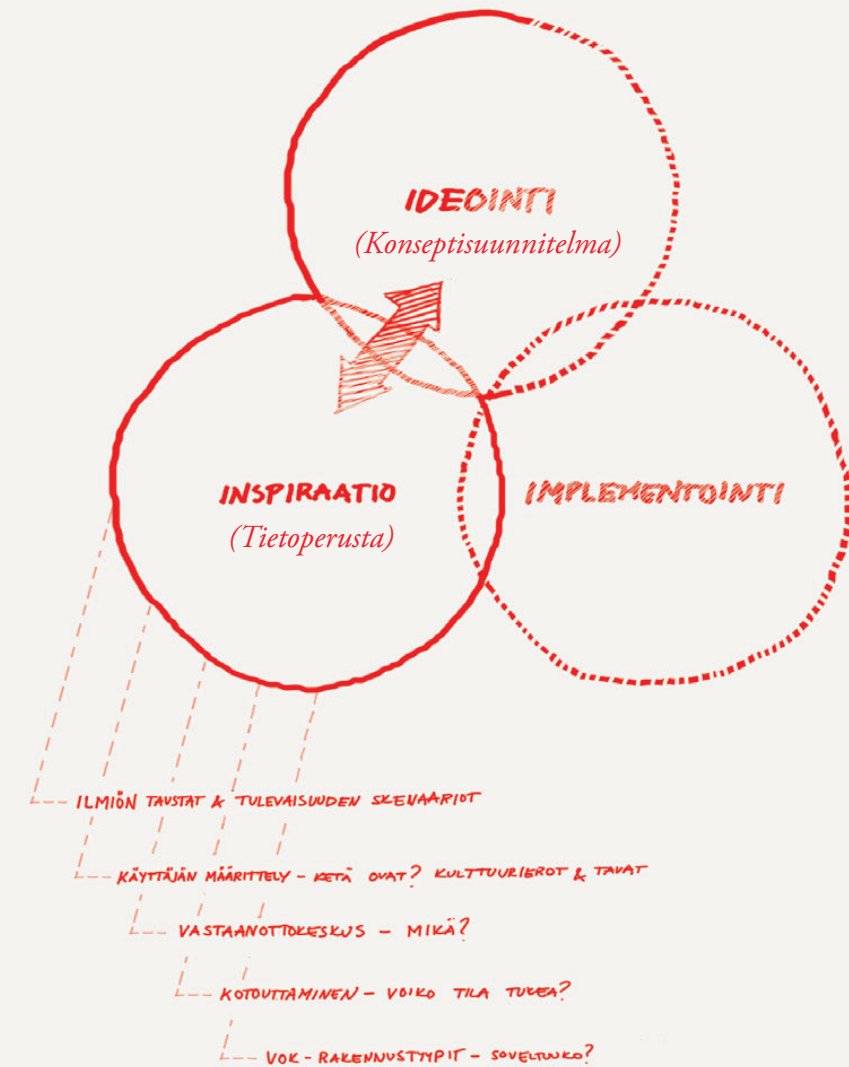 IDEOINTI
(Konseptisuunnitelma)
INSPIRAATIO
(Tietoperusta)
IMPLEMENTOINTI
ILMIÖN TAUSTAT & TULEVAISUUDEN SKENAARIOT
KÄYTTÄJÄN MÄÄRITTELY - KETÄ OVAT? KULTTUURIEROT & TAVAT
VASTAANOTTOKESKUS - MIKÄ?
KOTOUTTAMINEN - VOIKO TILA TUKEA?
VOK - RAKENNUSTYYPIT - SOVELTUUKO?